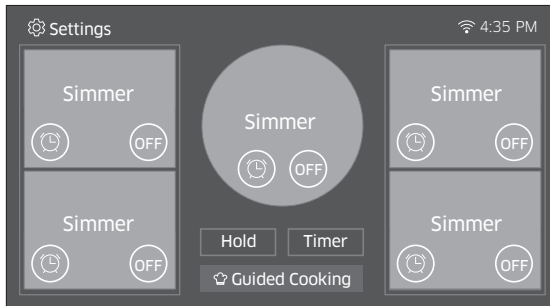 Settings
4:35 PM
Simmer
OFF
Simmer
OFF
Simmer
OFF
Simmer
OFF
Simmer
OFF
Hold
Timer
Guided Cooking